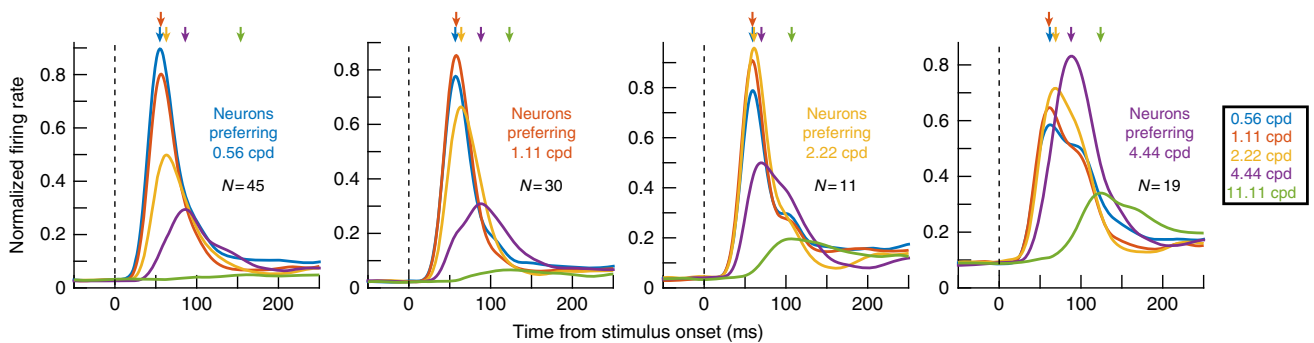 Normalized firing rate
0.8
0.6
0.4
0.2
0
0
100
200
Neurons
preferring
0.56 cpd
N=45
0.8
0.6
0.4
0.2
0
0
100
200
Neurons
preferring
1.11 cpd
N=30
0.8
0.6
0.4
0.2
0
0
100
200
Neurons
preferring
2.22 cpd
N=11
0.8
0.6
0.4
0.2
0
0
100
200
Neurons
preferring
4.44 cpd
N=19
0.56 cpd
1.11 cpd
2.22 cpd
4.44 cpd
11.11 cpd
Time from stimulus onset (ms)